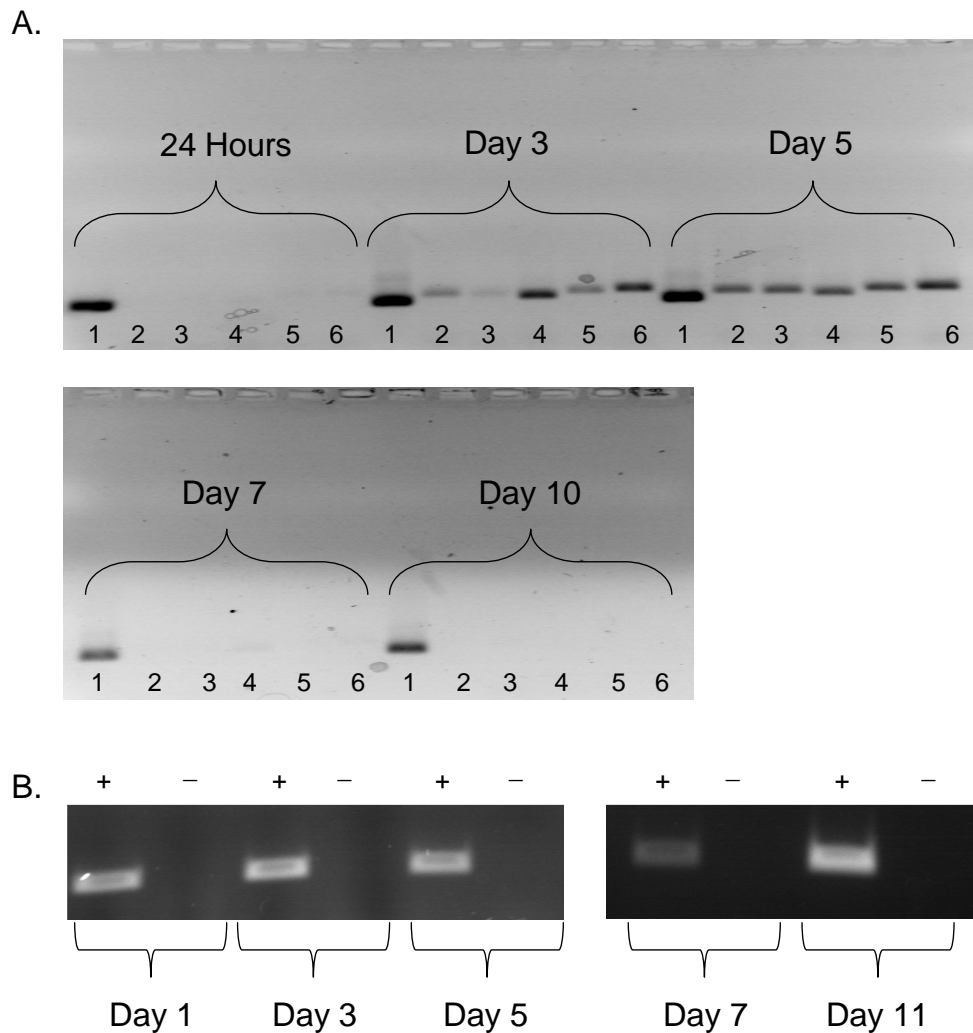 A.
24 Hours Day 3 Day 5
1 2 3 4 5 6 1 2 3 4 5 6 1 2 3 4 5 6
Day 7 Day 10
1 2 3 4 5 6 1 2 3 4 5 6
B.
+ − + − + − + − + −
Day 1 Day 3 Day 5 Day 7 Day 11